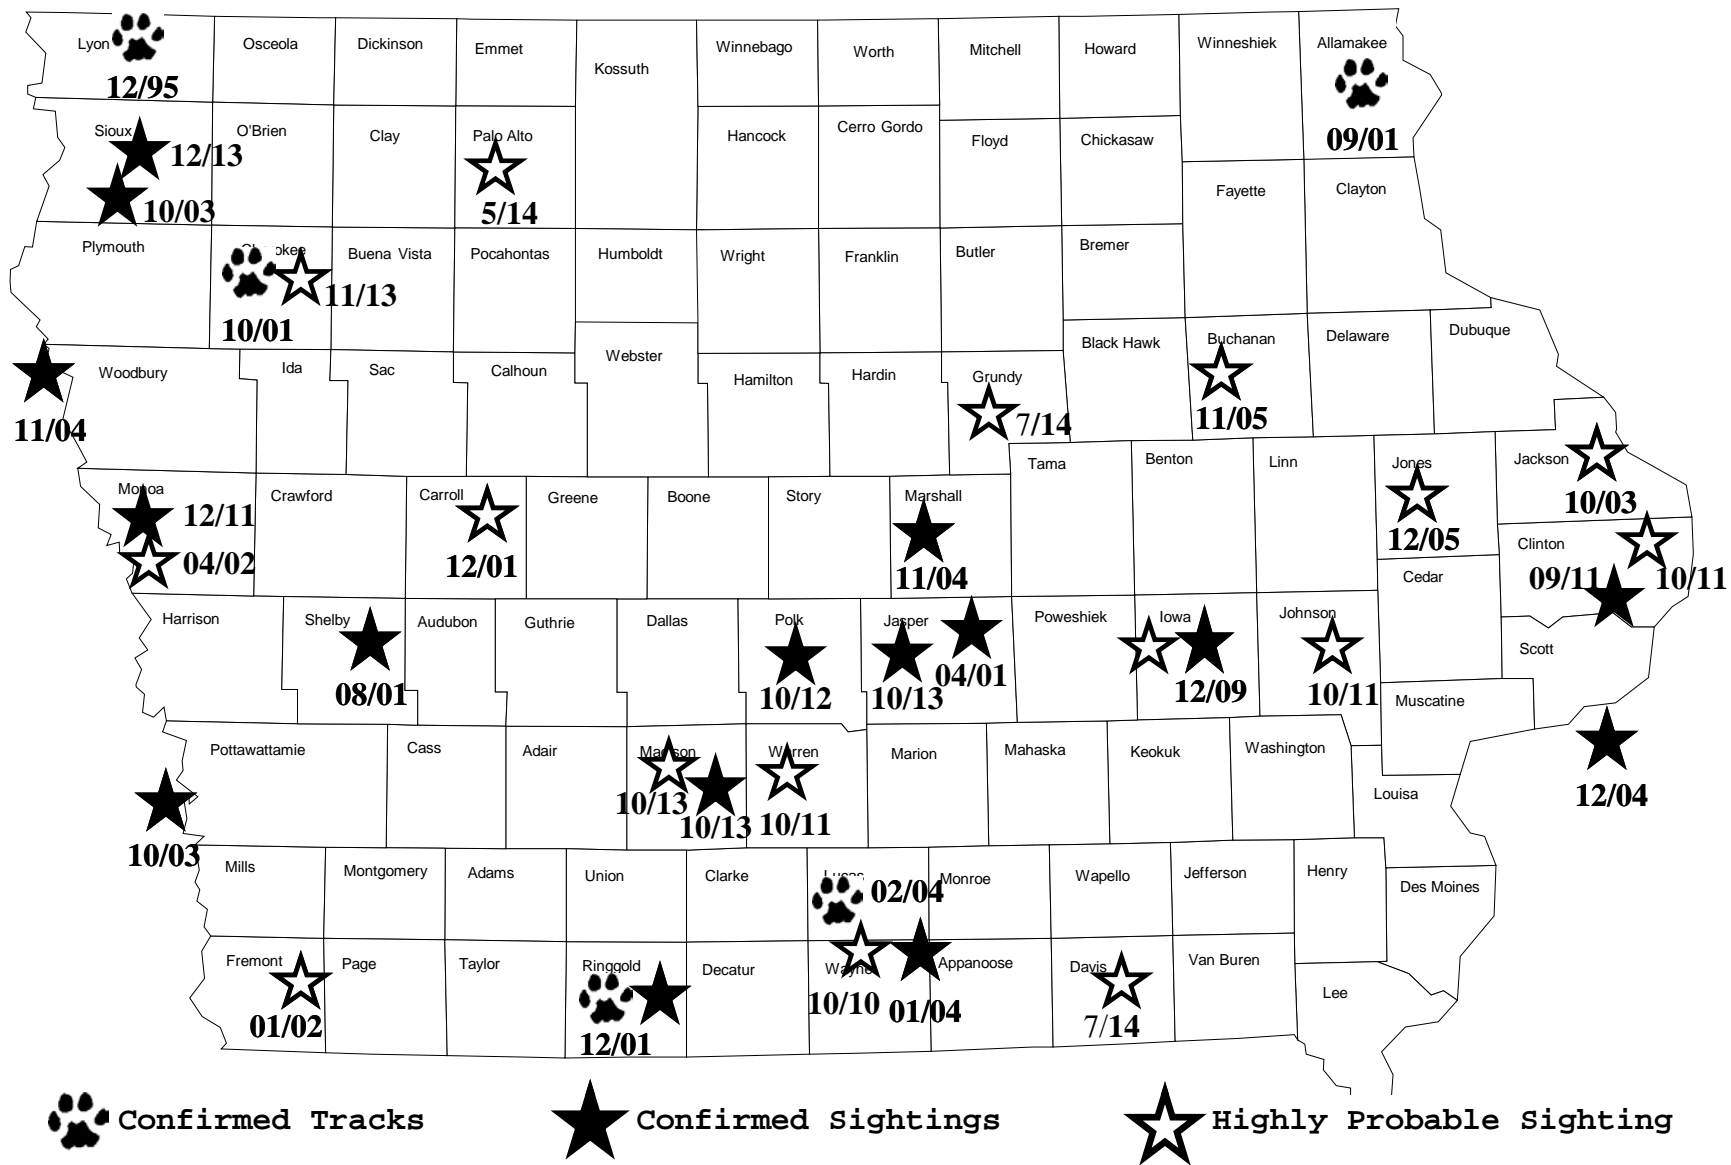 Lyon
Osceola
Dickinson
Emmet
Kossuth
Winnebago
Worth
Mitchell
Howard
Winneshiek
Allamakee
12/95
09/01
Sioux
12/13
10/03
O'Brien
Clay
Palo Alto
5/14
Hancock
Cerro Gordo
Floyd
Chickasaw
Fayette
Clayton
Plymouth
okee
11/13
10/01
Buena Vista
Pocahontas
Humboldt
Wright
Franklin
Butler
Bremer
Woodbury
11/04
Ida
Sac
Calhoun
Webster
Hamilton
Hardin
Grundy
7/14
Black Hawk
Buchanan
11/05
Delaware
Dubuque
Monoa
12/11
04/02
Crawford
Carroll
12/01
Greene
Boone
Story
Marshall
11/04
Tama
Benton
Linn
Jones
12/05
Jackson
10/03
Clinton
09/11
10/11
Cedar
Harrison
Shelby
08/01
Audubon
Guthrie
Dallas
Polk
10/12
Jasper
10/13
04/01
Poweshiek
Iowa
12/09
Johnson
10/11
Scott
Muscatine
12/04
Pottawattamie
10/03
Cass
Adair
Madison
10/13
10/13
Warren
10/11
Marion
Mahaska
Keokuk
Washington
Louisa
Mills
Montgomery
Adams
Union
Clarke
Lucas
02/04
Monroe
Wapello
Jefferson
Henry
Des Moines
Fremont
01/02
Page
Taylor
Ringgold
12/01
Decatur
Wayne
10/10
01/04
Appanoose
Davis
7/14
Van Buren
Lee
Confirmed Tracks
Confirmed Sightings
Highly Probable Sighting